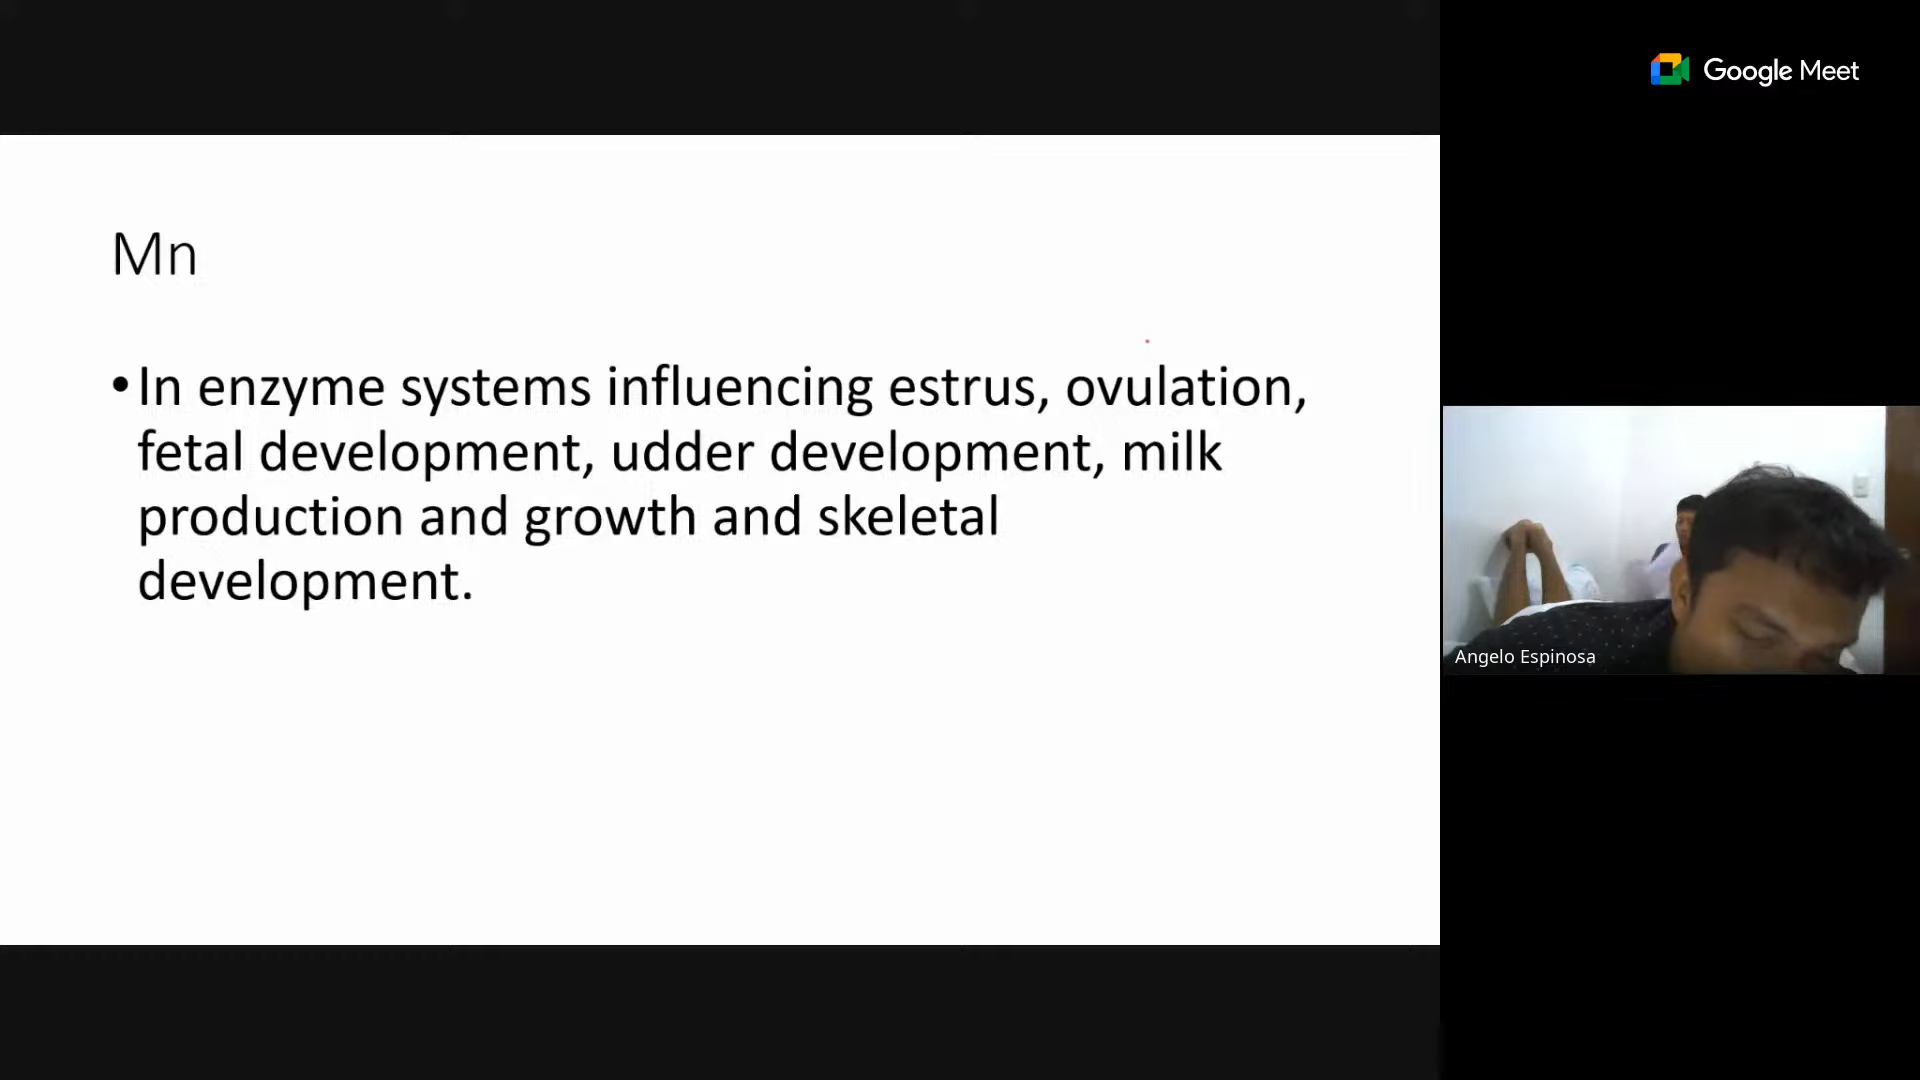 Google Meet
Mn
•In enzyme systems influencing estrus, ovulation,
fetal development, udder development, milk
production and growth and skeletal
development.
Angelo Espinosa